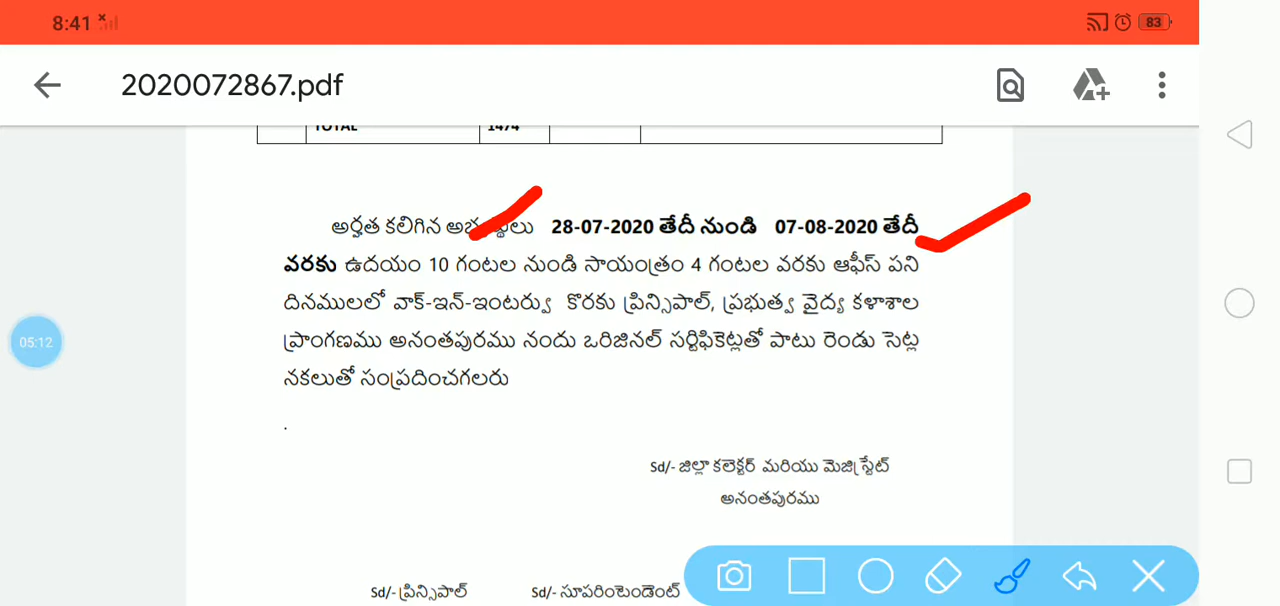 8:41
83
2020072867.pdf
TOTAL 1474
అర్హత కలిగిన అభ్యర్థులు 28-07-2020 తేదీ నుండి 07-08-2020 తేదీ
వరకు ఉదయం 10 గంటల నుండి సాయంత్రం 4 గంటల వరకు ఆఫీస్ పని
దినములలో వాక్-ఇన్-ఇంటర్వు కొరకు ప్రిన్సిపాల్, ప్రభుత్వ వైద్య కళాశాల
ప్రాంగణము అనంతపురము నందు ఒరిజినల్ సర్టిఫికెట్లతో పాటు రెండు సెట్ల
నకలుతో సంప్రదించగలరు
.
05:12
Sd/- జిల్లా కలెక్టర్ మరియు మెజిస్ట్రేట్
అనంతపురము
Sd/- ప్రిన్సిపాల్ Sd/- సూపరింటెండెంట్